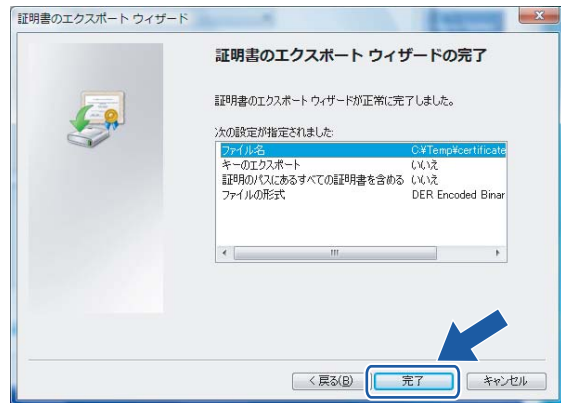 証明書のエクスポート ウィザード
証明書のエクスポート ウィザードの完了
証明書のエクスポート ウィザードが正常に完了しました。
次の設定が指定されました:
ファイル名 C:¥Temp¥certificate
キーのエクスポート いいえ
証明のパスにあるすべての証明書を含める いいえ
ファイルの形式 DER Encoded Binar
< 戻る(B) 完了 キャンセル